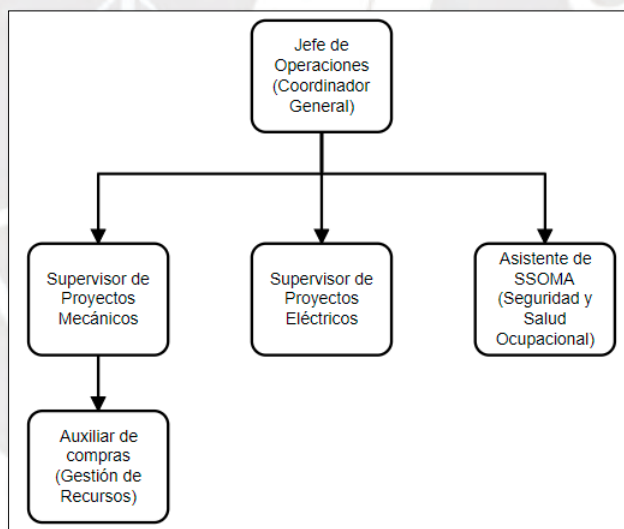 Jefe de
Operaciones
(Coordinador
General)
Supervisor de
Proyectos
Mecánicos
Supervisor de
Proyectos
Eléctricos
Asistente de
SSOMA
(Seguridad y
Salud
Ocupacional)
Auxiliar de
compras
(Gestión de
Recursos)